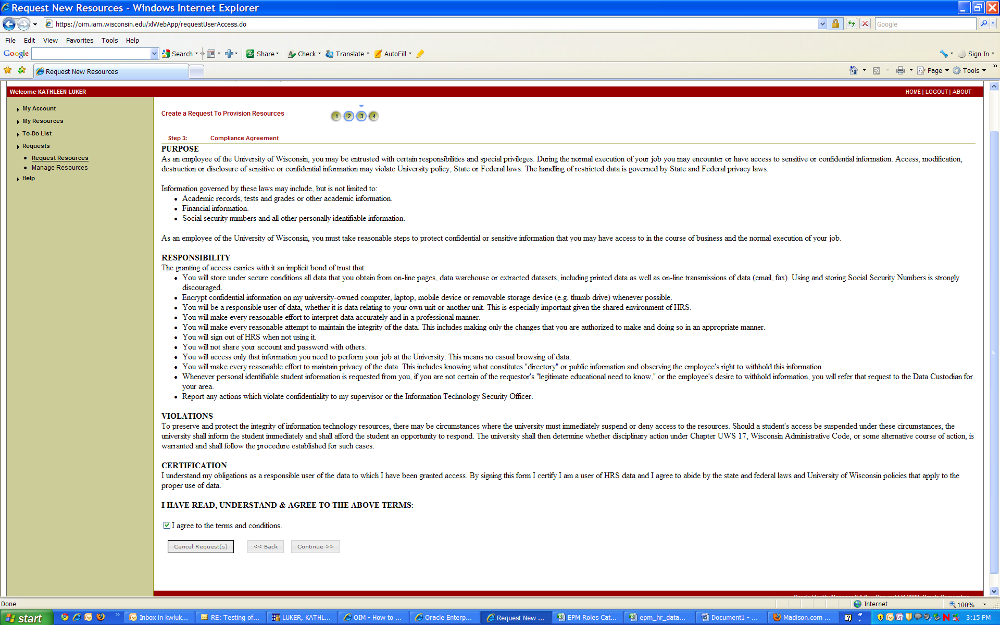 Request New Resources - Windows Internet Explorer
https://oim.iam.wisconsin.edu/xlWebApp/requestUserAccess.do
Google
File Edit View Favorites Tools Help
Google Search Share Check Translate AutoFill Sign In
Request New Resources Page Tools
Welcome KATHLEEN LUKER HOME | LOGOUT | ABOUT
My Account
My Resources
To-Do List
Requests
Request Resources
Manage Resources
Help
Create a Request To Provision Resources 1 2 3 4
Step 3: Compliance Agreement
PURPOSE
As an employee of the University of Wisconsin, you may be entrusted with certain responsibilities and special privileges. During the normal execution of your job you may encounter or have access to sensitive or confidential information. Access, modification,
destruction or disclosure of sensitive or confidential information may violate University policy, State or Federal laws. The handling of restricted data is governed by State and Federal privacy laws.
Information governed by these laws may include, but is not limited to:
• Academic records, tests and grades or other academic information.
• Financial information.
• Social security numbers and all other personally identifiable information.
As an employee of the University of Wisconsin, you must take reasonable steps to protect confidential or sensitive information that you may have access to in the course of business and the normal execution of your job.
RESPONSIBILITY
The granting of access carries with it an implicit bond of trust that:
• You will store under secure conditions all data that you obtain from on-line pages, data warehouse or extracted datasets, including printed data as well as on-line transmissions of data (email, fax). Using and storing Social Security Numbers is strongly
discouraged.
• Encrypt confidential information on my university-owned computer, laptop, mobile device or removable storage device (e.g. thumb drive) whenever possible.
• You will be a responsible user of data, whether it is data relating to your own unit or another unit. This is especially important given the shared environment of HRS.
• You will make every reasonable effort to interpret data accurately and in a professional manner.
• You will make every reasonable attempt to maintain the integrity of the data. This includes making only the changes that you are authorized to make and doing so in an appropriate manner.
• You will sign out of HRS when not using it.
• You will not share your account and password with others.
• You will access only that information you need to perform your job at the University. This means no casual browsing of data.
• You will make every reasonable effort to maintain privacy of the data. This includes knowing what constitutes "directory" or public information and observing the employee's right to withhold this information.
• Whenever personal identifiable student information is requested from you, if you are not certain of the requestor's "legitimate educational need to know," or the employee's desire to withhold information, you will refer that request to the Data Custodian for
your area.
• Report any actions which violate confidentiality to my supervisor or the Information Technology Security Officer.
VIOLATIONS
To preserve and protect the integrity of information technology resources, there may be circumstances where the university must immediately suspend or deny access to the resources. Should a student's access be suspended under these circumstances, the
university shall inform the student immediately and shall afford the student an opportunity to respond. The university shall then determine whether disciplinary action under Chapter UWS 17, Wisconsin Administrative Code, or some alternative course of action, is
warranted and shall follow the procedure established for such cases.
CERTIFICATION
I understand my obligations as a responsible user of the data to which I have been granted access. By signing this form I certify I am a user of HRS data and I agree to abide by the state and federal laws and University of Wisconsin policies that apply to the
proper use of data.
I HAVE READ, UNDERSTAND & AGREE TO THE ABOVE TERMS:
I agree to the terms and conditions.
Cancel Request(s) << Back Continue >>
Done Internet 100%
start Inbox in kwluk... RE: Testing of... LUKER, KATHL... OIM - How to ... Oracle Enterp... Request New ... EPM Roles Cat... epm_hr_data... Document1 - ... Madison.com ... 3:15 PM